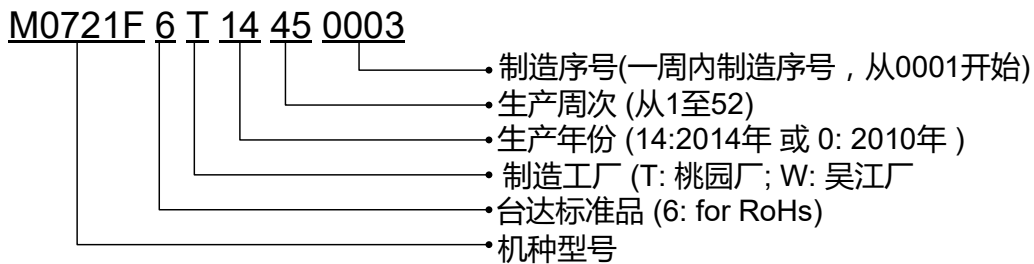 M0721F 6 T 14 45 0003
制造序号(一周内制造序号，从0001开始)
生产周次 (从1至52)
生产年份 (14:2014年 或 0: 2010年 )
制造工厂 (T: 桃园厂; W: 吴江厂
台达标准品 (6: for RoHs)
机种型号